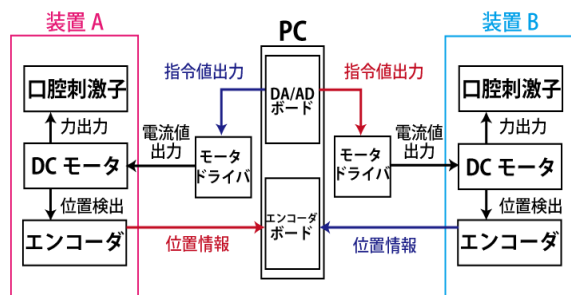 装置 A
PC
装置 B
指令値出力
指令値出力
口腔刺激子
DA/AD
ボード
口腔刺激子
力出力
電流値
出力
電流値
出力
力出力
DC モータ
モータ
ドライバ
モータ
ドライバ
DC モータ
位置検出
位置検出
エンコーダ
エンコーダ
ボード
エンコーダ
位置情報
位置情報